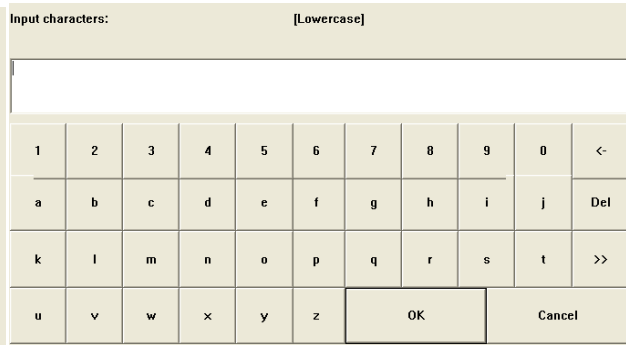 Input characters: [Lowercase]
1 2 3 4 5 6 7 8 9 0 <-
a b c d e f g h i j Del
k l m n o p q r s t >>
u v w x y z OK Cancel